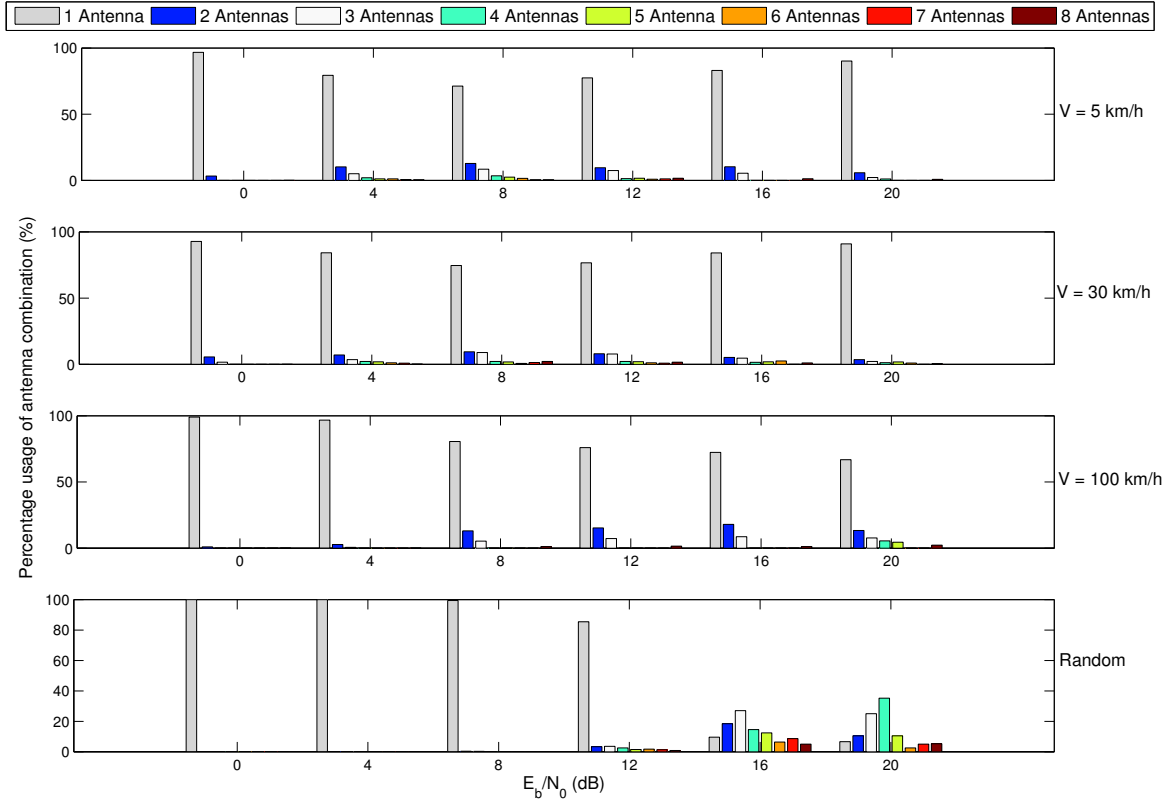 1 Antenna 2 Antennas 3 Antennas 4 Antennas 5 Antennas 6 Antennas 7 Antennas 8 Antennas
Percentage usage of antenna combination (%)
100
50
0
0 4 8 12 16 20
V = 5 km/h
100
50
0
0 4 8 12 16 20
V = 30 km/h
100
50
0
0 4 8 12 16 20
V = 100 km/h
100
80
60
40
20
0
0 4 8 12 16 20
Random
E_b/N_0 (dB)